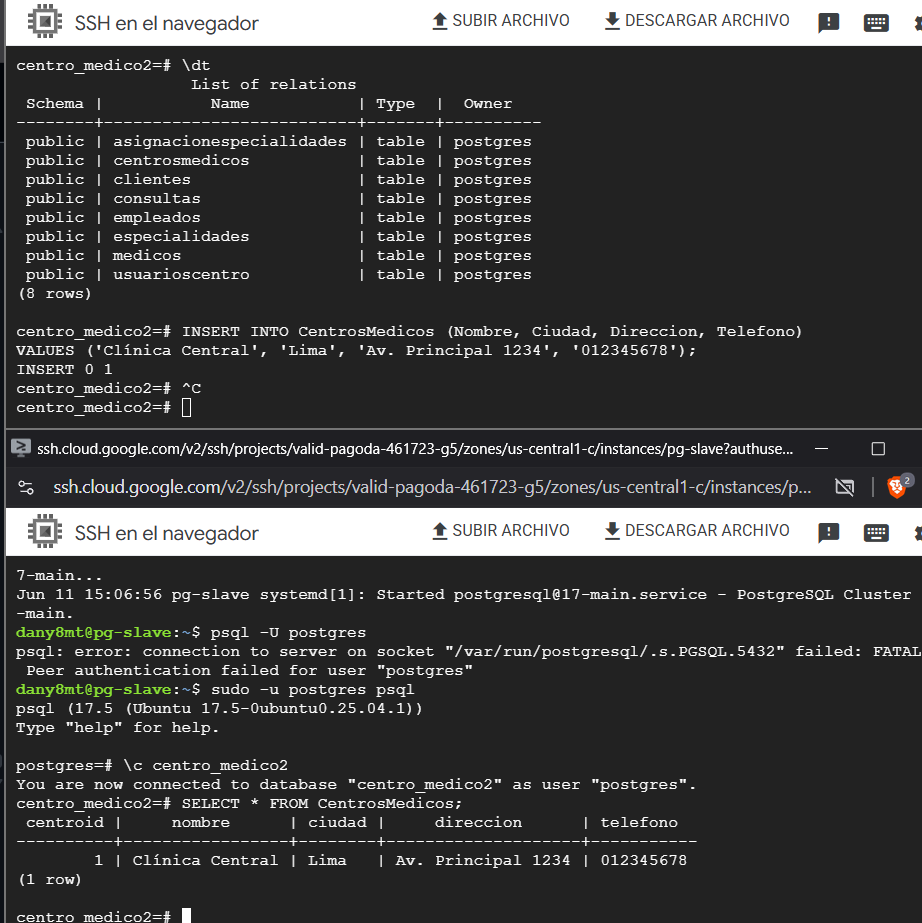 SSH en el navegador SUBIR ARCHIVO DESCARGAR ARCHIVO
centro_medico2=# \dt
List of relations
Schema | Name | Type | Owner
--------+-------------------------+-------+----------
public | asignacionespecialidades | table | postgres
public | centrosmedicos | table | postgres
public | clientes | table | postgres
public | consultas | table | postgres
public | empleados | table | postgres
public | especialidades | table | postgres
public | medicos | table | postgres
public | usuarioscentro | table | postgres
(8 rows)
centro_medico2=# INSERT INTO CentrosMedicos (Nombre, Ciudad, Direccion, Telefono)
VALUES ('Clínica Central', 'Lima', 'Av. Principal 1234', '012345678');
INSERT 0 1
centro_medico2=# ^C
centro_medico2=#
ssh.cloud.google.com/v2/ssh/projects/valid-pagoda-461723-g5/zones/us-central1-c/instances/pg-slave?authuse...
ssh.cloud.google.com/v2/ssh/projects/valid-pagoda-461723-g5/zones/us-central1-c/instances/p... 2
SSH en el navegador SUBIR ARCHIVO DESCARGAR ARCHIVO
7-main...
Jun 11 15:06:56 pg-slave systemd[1]: Started postgresql@17-main.service - PostgreSQL Cluster
-main.
dany8mt@pg-slave:~$ psql -U postgres
psql: error: connection to server on socket "/var/run/postgresql/.s.PGSQL.5432" failed: FATAL
Peer authentication failed for user "postgres"
dany8mt@pg-slave:~$ sudo -u postgres psql
psql (17.5 (Ubuntu 17.5-0ubuntu0.25.04.1))
Type "help" for help.
postgres=# \c centro_medico2
You are now connected to database "centro_medico2" as user "postgres".
centro_medico2=# SELECT * FROM CentrosMedicos;
centroid | nombre | ciudad | direccion | telefono
----------+-----------------+--------+--------------------+-----------
1 | Clínica Central | Lima | Av. Principal 1234 | 012345678
(1 row)
centro_medico2=#